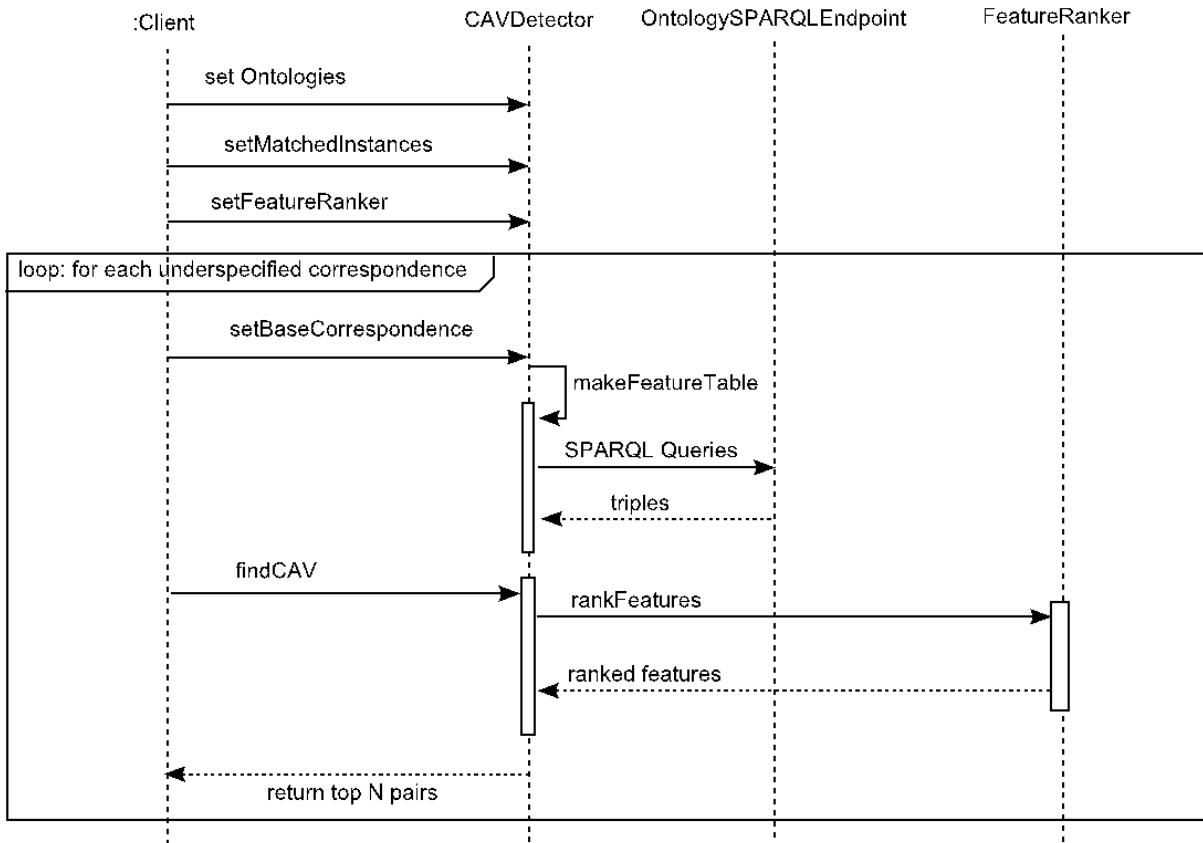 :Client
CAVDetector
OntologySPARQLEndpoint
FeatureRanker
set Ontologies
setMatchedInstances
setFeatureRanker
loop: for each underspecified correspondence
setBaseCorrespondence
makeFeatureTable
SPARQL Queries
triples
findCAV
rankFeatures
ranked features
return top N pairs